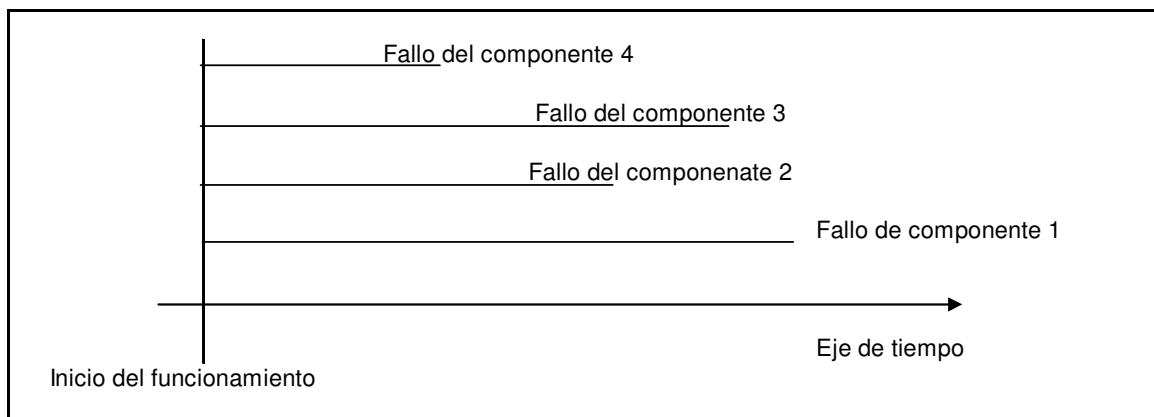 Fallo del componente 4
Fallo del componente 3
Fallo del componenate 2
Fallo de componente 1
Eje de tiempo
Inicio del funcionamiento